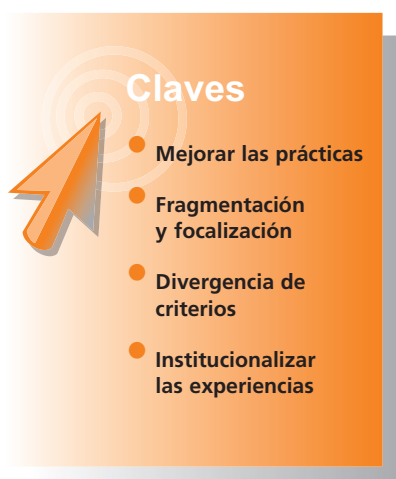 Claves
Mejorar las prácticas
Fragmentación
y focalización
Divergencia de
criterios
Institucionalizar
las experiencias